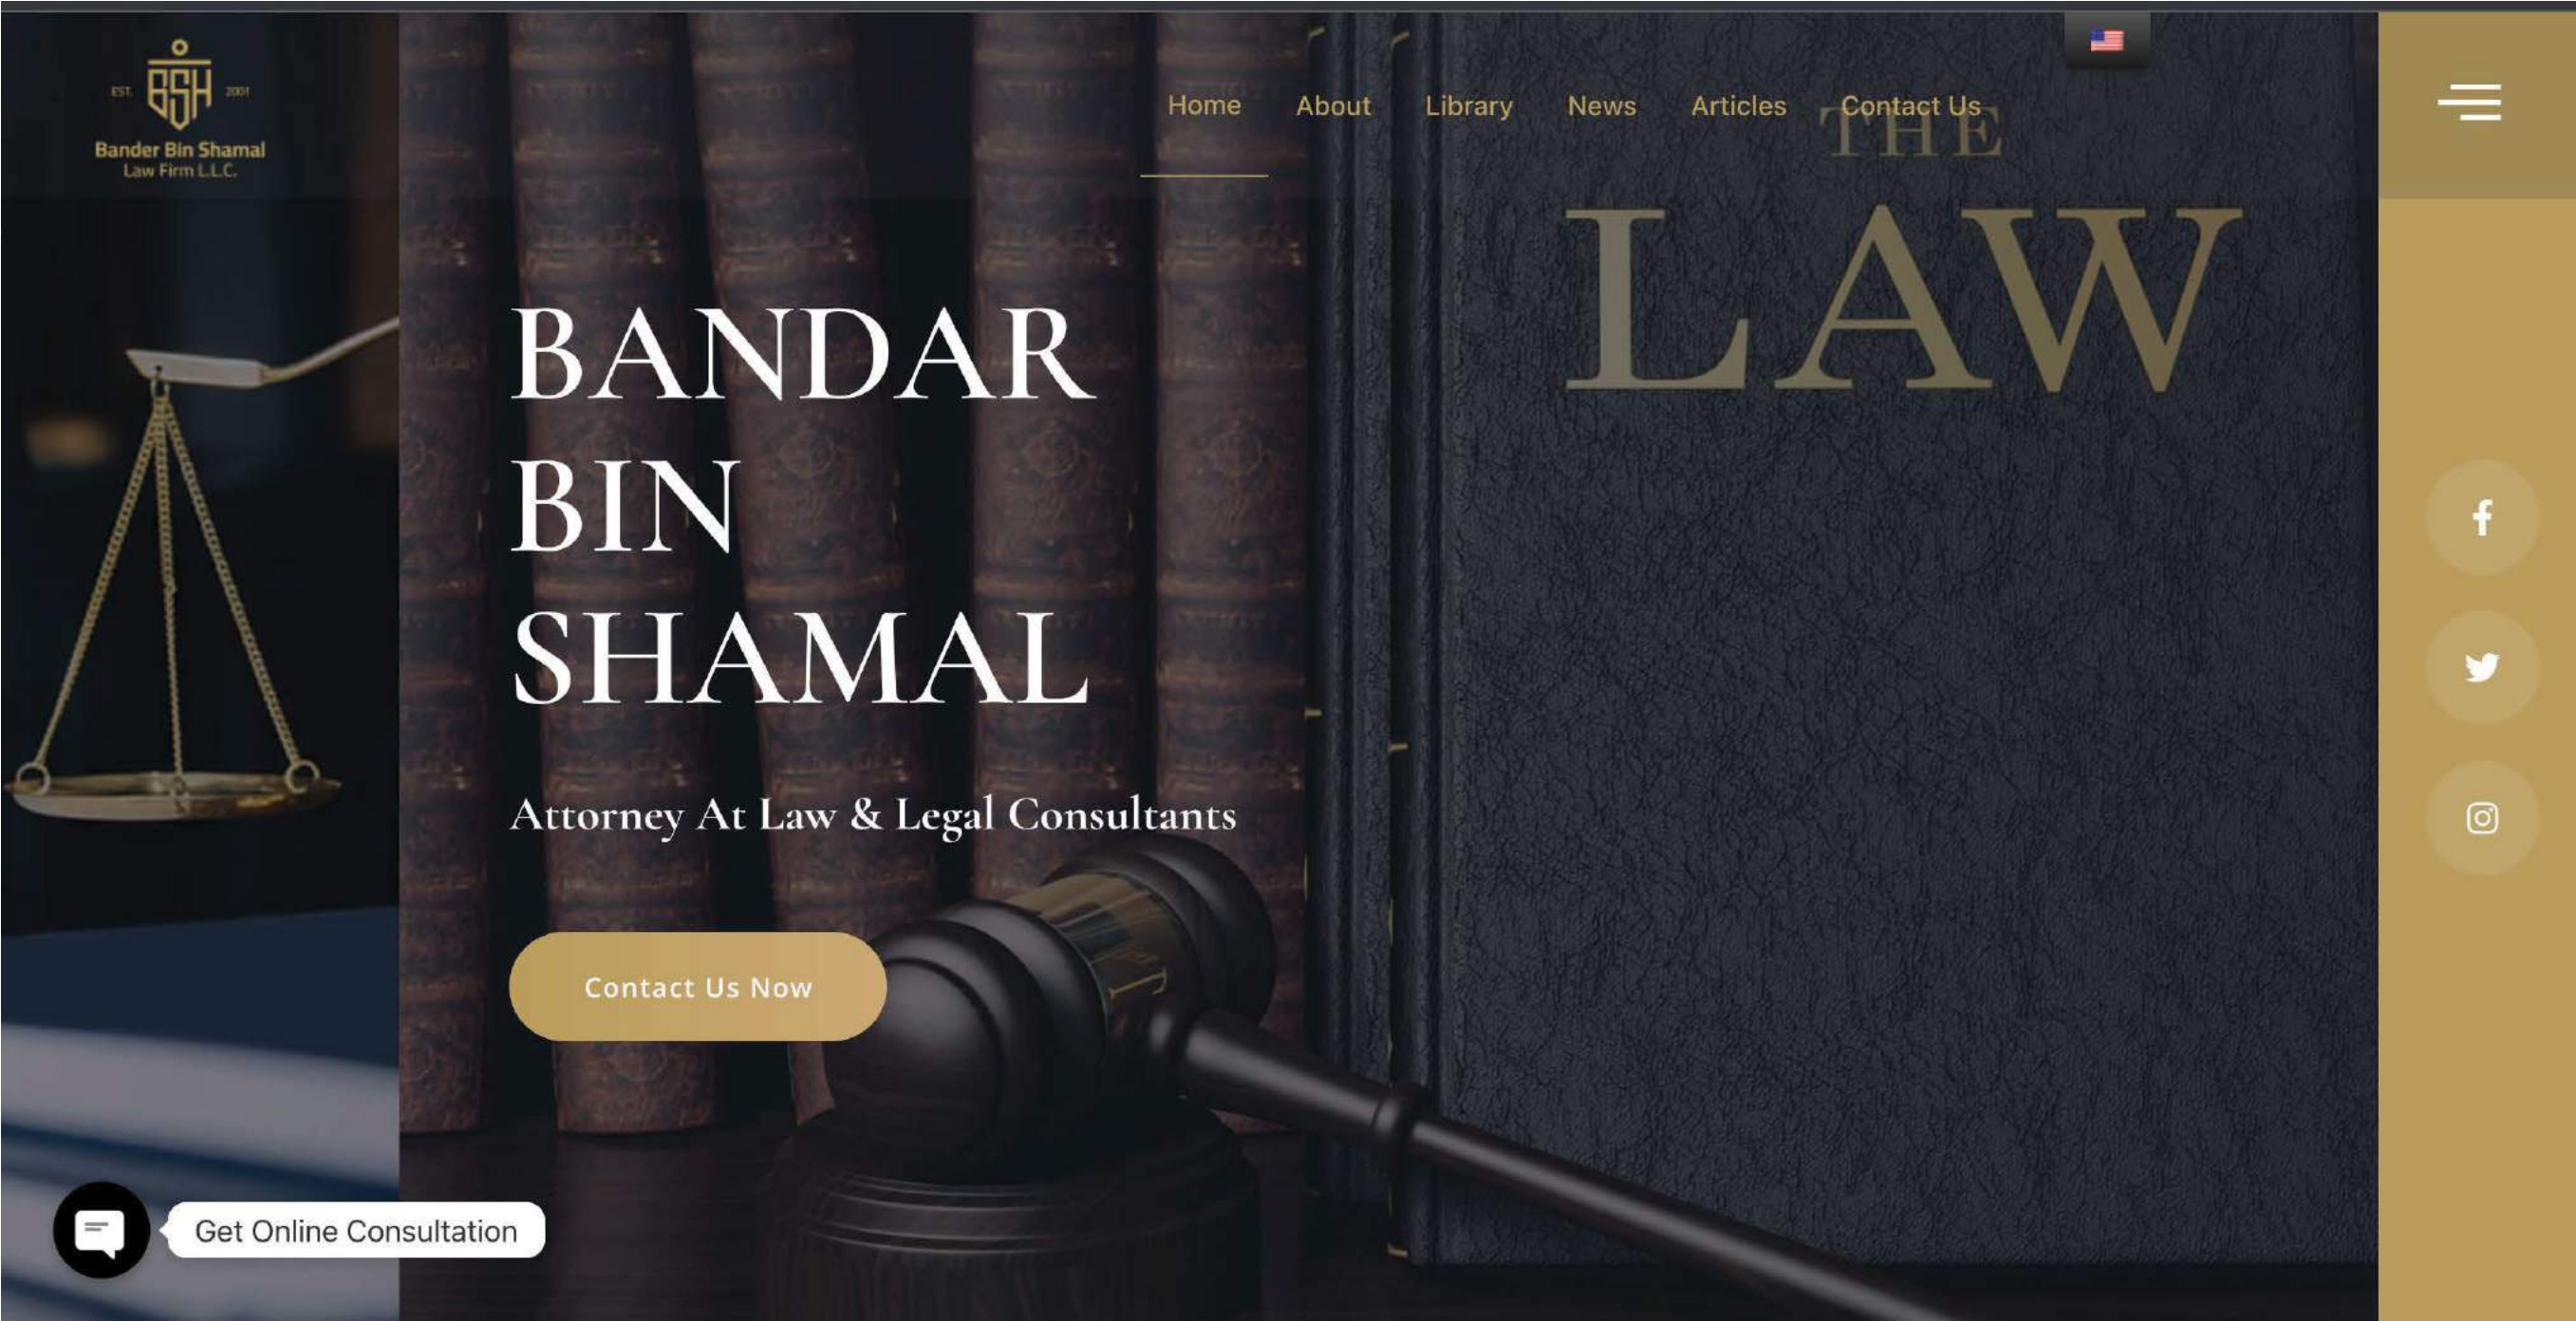 EST. BSH 2001
Bander Bin Shamal
Law Firm L.L.C.
Home About Library News Articles Contact Us
THE
LAW
BANDAR
BIN
SHAMAL
Attorney At Law & Legal Consultants
Contact Us Now
Get Online Consultation